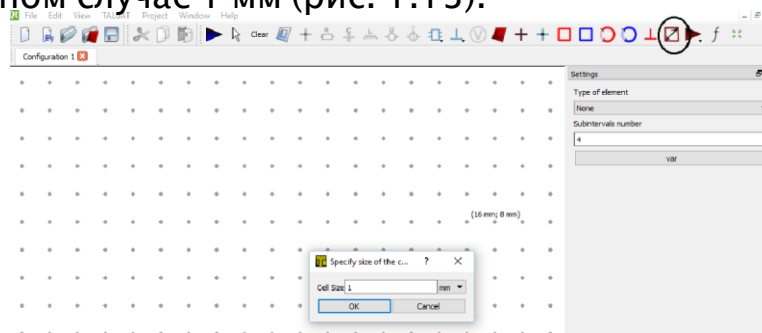 ном случае 1 мм (рис. 1.15).
File Edit View TALGAT Project Window Help
Clear
Configuration 1
Settings
Type of element
None
Subintervals number
4
var
(16 mm; 8 mm)
Specify size of the c... ? ×
Cell Size 1 mm
OK Cancel